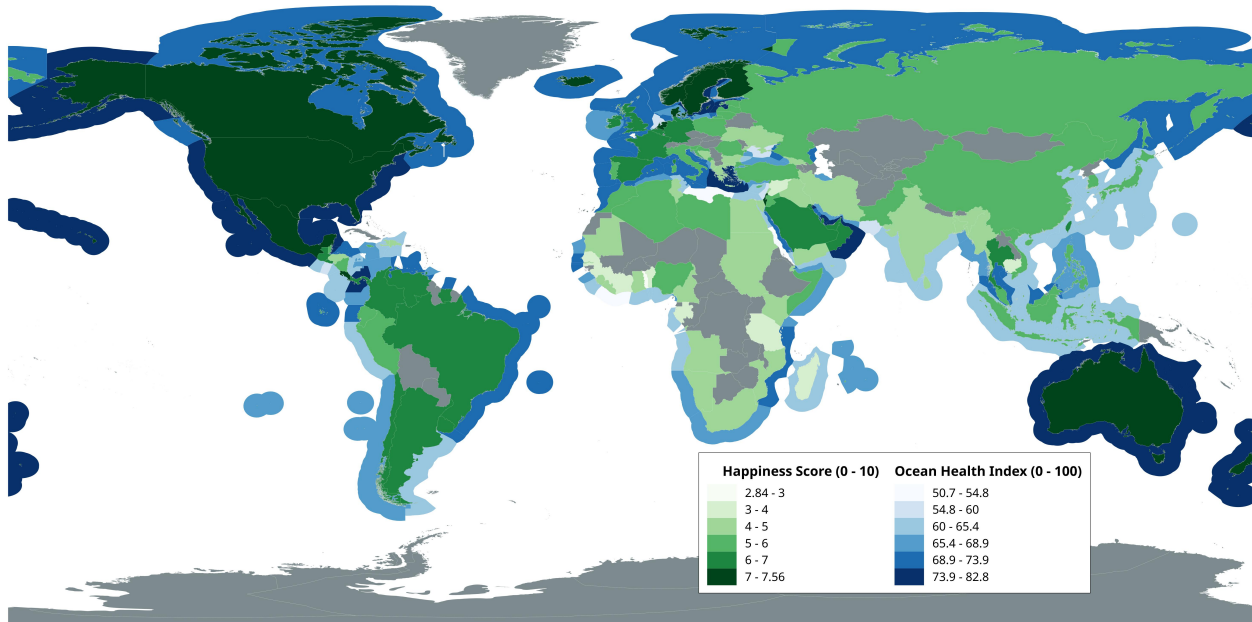 Happiness Score (0 - 10)
2.84 - 3
3 - 4
4 - 5
5 - 6
6 - 7
7 - 7.56
Ocean Health Index (0 - 100)
50.7 - 54.8
54.8 - 60
60 - 65.4
65.4 - 68.9
68.9 - 73.9
73.9 - 82.8